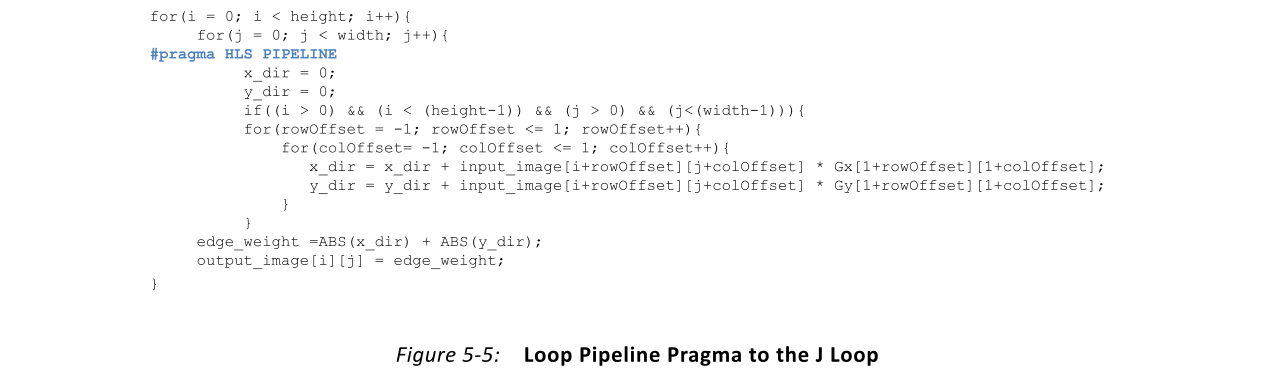 for(i = 0; i < height; i++){
for(j = 0; j < width; j++){
#pragma HLS PIPELINE
x_dir = 0;
y_dir = 0;
if((i > 0) && (i < (height-1)) && (j > 0) && (j<(width-1))){
for(rowOffset = -1; rowOffset <= 1; rowOffset++){
for(colOffset= -1; colOffset <= 1; colOffset++){
x_dir = x_dir + input_image[i+rowOffset][j+colOffset] * Gx[1+rowOffset][1+colOffset];
y_dir = y_dir + input_image[i+rowOffset][j+colOffset] * Gy[1+rowOffset][1+colOffset];
}
}
edge_weight =ABS(x_dir) + ABS(y_dir);
output_image[i][j] = edge_weight;
}
Figure 5-5: Loop Pipeline Pragma to the J Loop